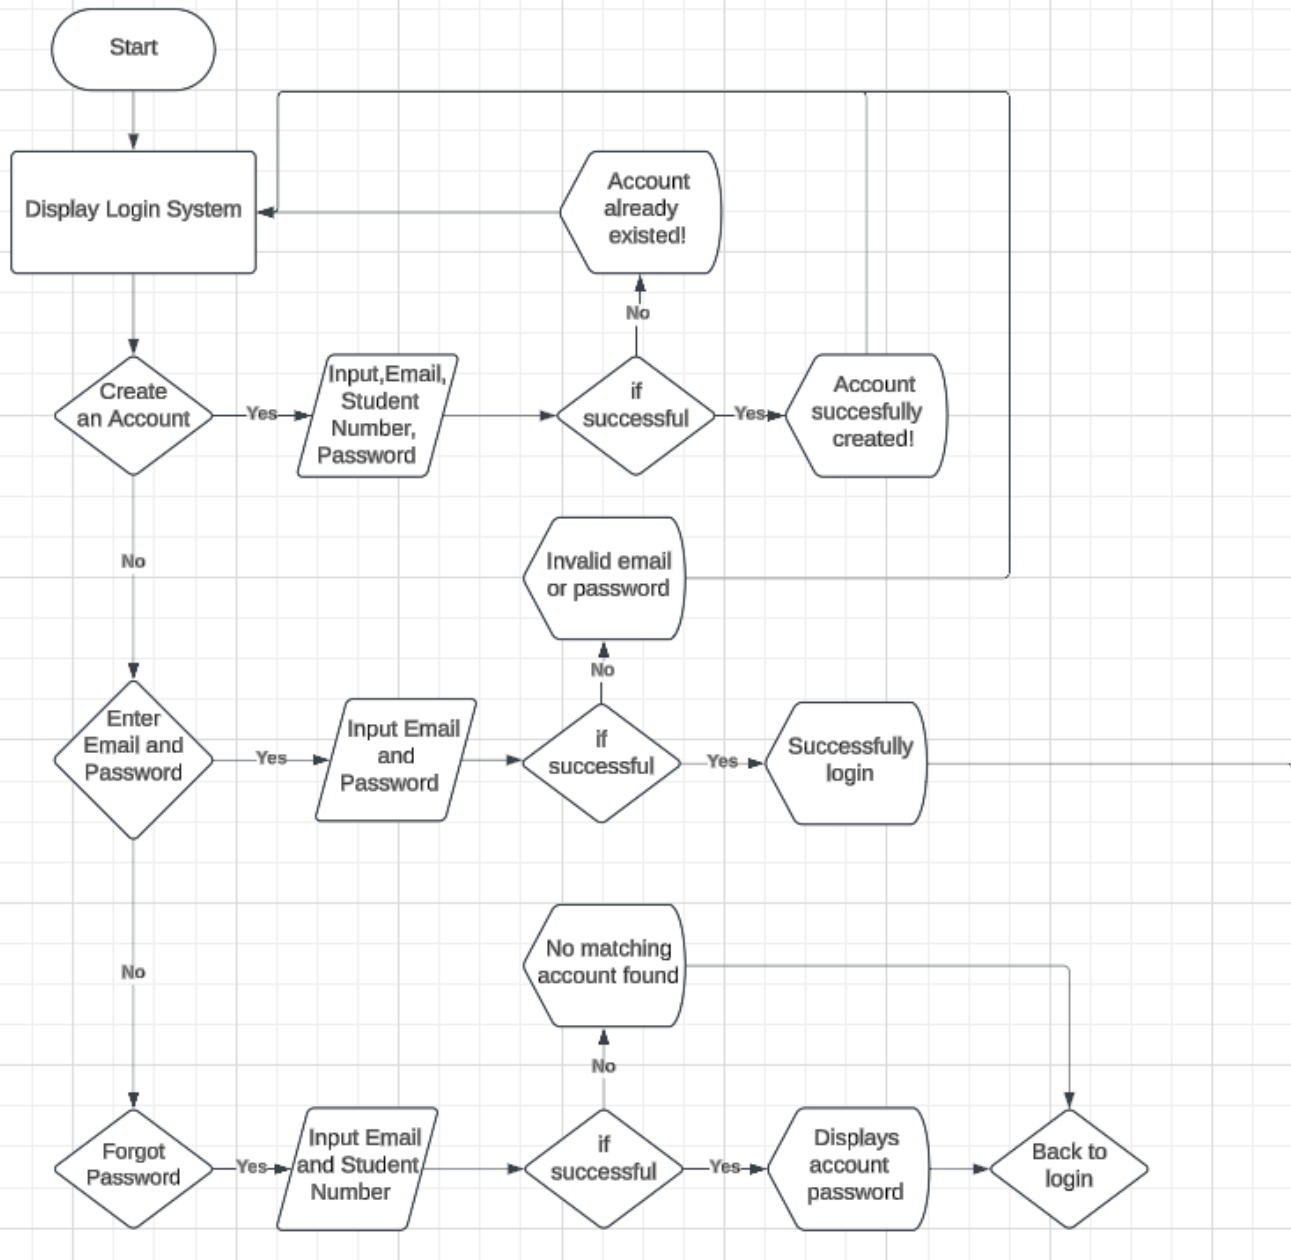 Start
Display Login System
Account
already
existed!
No
Create
an Account
Yes
Input,Email,
Student
Number,
Password
if
successful
Yes
Account
succesfully
created!
No
Invalid email
or password
No
Enter
Email and
Password
Yes
Input Email
and
Password
if
successful
Yes
Successfully
login
No
No matching
account found
No
Forgot
Password
Yes
Input Email
and Student
Number
if
successful
Yes
Displays
account
password
Back to
login